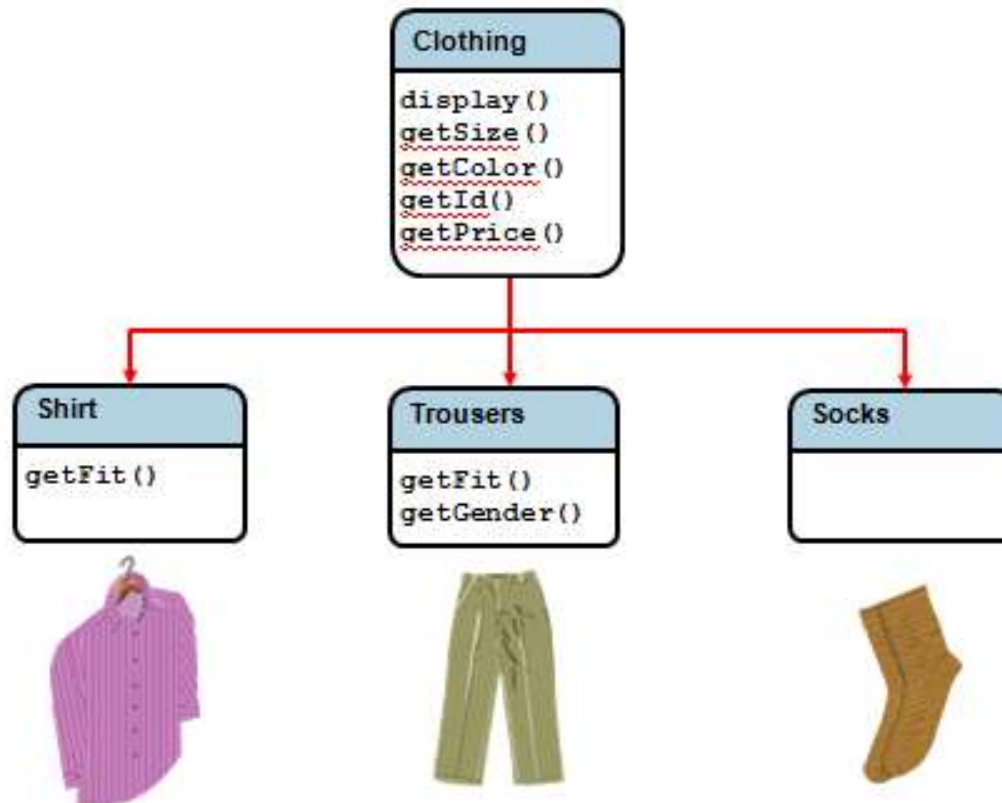 Clothing
display()
getSize()
getColor()
getId()
getPrice()
Shirt
getFit()
Trousers
getFit()
getGender()
Socks